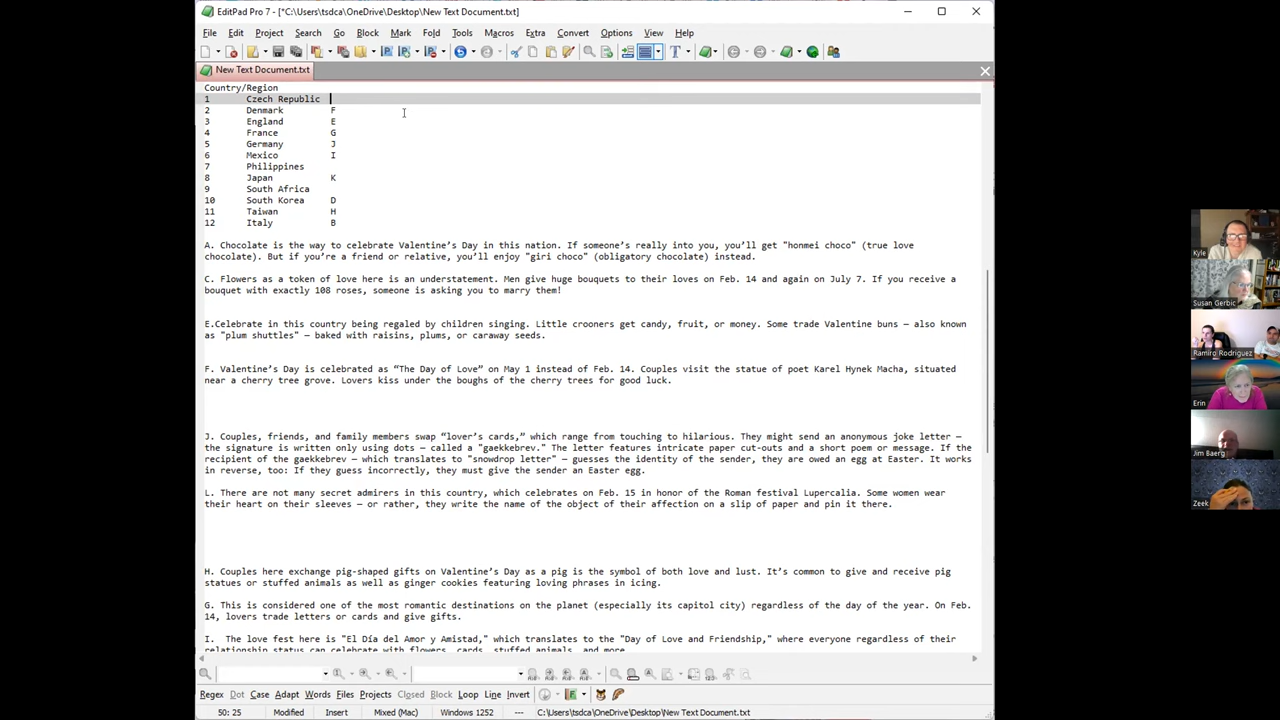 EditPad Pro 7 - [*C:\Users\tsdca\OneDrive\Desktop\New Text Document.txt]
File Edit Project Search Go Block Mark Fold Tools Macros Extra Convert Options View Help
New Text Document.txt
Country/Region
1 Czech Republic
2 Denmark F
3 England E
4 France G
5 Germany J
6 Mexico I
7 Philippines
8 Japan K
9 South Africa
10 South Korea D
11 Taiwan H
12 Italy B
A. Chocolate is the way to celebrate Valentine’s Day in this nation. If someone’s really into you, you’ll get "honmei choco" (true love
chocolate). But if you’re a friend or relative, you’ll enjoy "giri choco" (obligatory chocolate) instead.
C. Flowers as a token of love here is an understatement. Men give huge bouquets to their loves on Feb. 14 and again on July 7. If you receive a
bouquet with exactly 108 roses, someone is asking you to marry them!
E.Celebrate in this country being regaled by children singing. Little crooners get candy, fruit, or money. Some trade Valentine buns — also known
as "plum shuttles" — baked with raisins, plums, or caraway seeds.
F. Valentine’s Day is celebrated as “The Day of Love” on May 1 instead of Feb. 14. Couples visit the statue of poet Karel Hynek Macha, situated
near a cherry tree grove. Lovers kiss under the boughs of the cherry trees for good luck.
J. Couples, friends, and family members swap “lover’s cards,” which range from touching to hilarious. They might send an anonymous joke letter —
the signature is written only using dots — called a "gaekkebrev." The letter features intricate paper cut-outs and a short poem or message. If the
recipient of the gaekkebrev — which translates to "snowdrop letter" — guesses the identity of the sender, they are owed an egg at Easter. It works
in reverse, too: If they guess incorrectly, they must give the sender an Easter egg.
L. There are not many secret admirers in this country, which celebrates on Feb. 15 in honor of the Roman festival Lupercalia. Some women wear
their heart on their sleeves — or rather, they write the name of the object of their affection on a slip of paper and pin it there.
H. Couples here exchange pig-shaped gifts on Valentine’s Day as a pig is the symbol of both love and lust. It’s common to give and receive pig
statues or stuffed animals as well as ginger cookies featuring loving phrases in icing.
G. This is considered one of the most romantic destinations on the planet (especially its capitol city) regardless of the day of the year. On Feb.
14, lovers trade letters or cards and give gifts.
I. The love fest here is "El Día del Amor y Amistad," which translates to the "Day of Love and Friendship," where everyone regardless of their
relationship status can celebrate with flowers, cards, stuffed animals, and more.
Regex Dot Case Adapt Words Files Projects Closed Block Loop Line Invert
50: 25 Modified Insert Mixed (Mac) Windows 1252 --- C:\Users\tsdca\OneDrive\Desktop\New Text Document.txt
Kyle
Susan Gerbic
Ramiro Rodriguez
Erin
Jim Baerg
Zeek